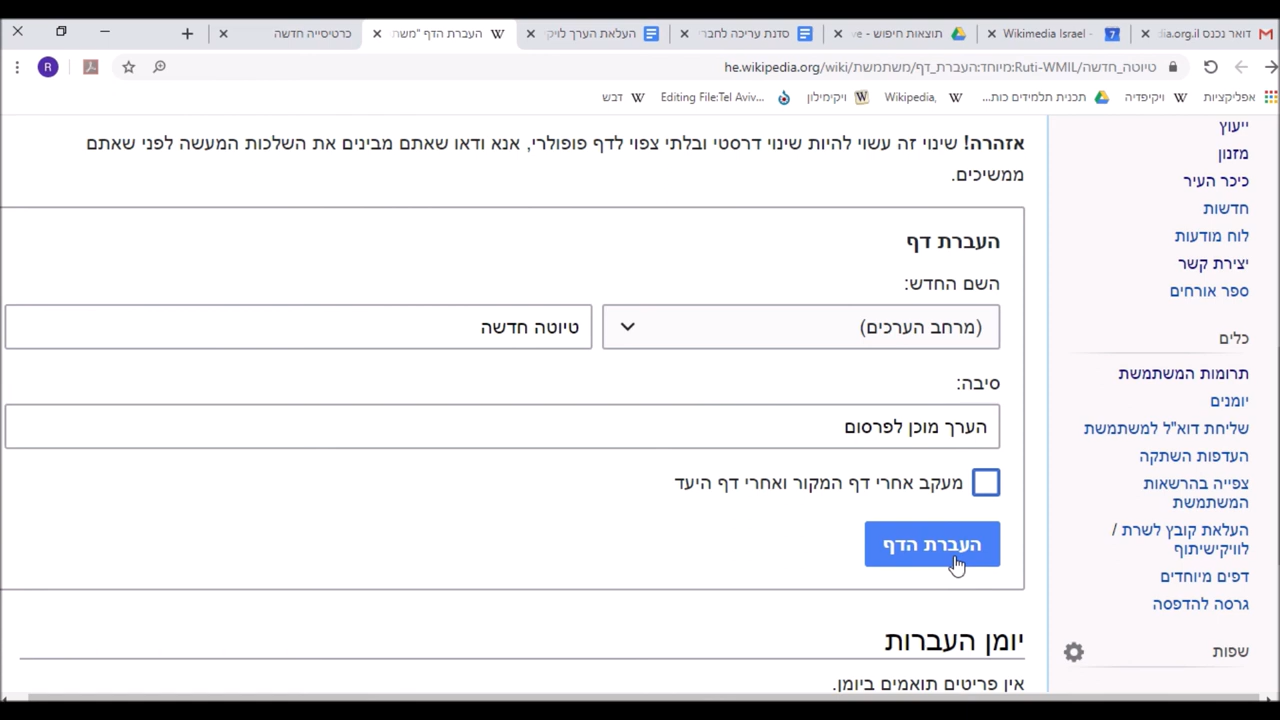 דואר נכנס dia.org.il
Wikimedia Israel -
תוצאות חיפוש - ve
סדנת עריכה לחבר
העלאת הערך לויק
העברת הדף "משת
כרטיסייה חדשה
he.wikipedia.org/wiki/מיוחד:העברת_דף/משתמשת:Ruti-WMIL/טיוטה_חדשה
R
אפליקציות
ויקיפדיה
תכנית תלמידים כות...
Wikipedia,
ויקימילון
Editing File:Tel Aviv...
דבש
ייעוץ
מזנון
כיכר העיר
חדשות
לוח מודעות
יצירת קשר
ספר אורחים
כלים
תרומות המשתמשת
יומנים
שליחת דוא"ל למשתמשת
העדפות השתקה
צפייה בהרשאות
המשתמשת
העלאת קובץ לשרת /
לוויקישיתוף
דפים מיוחדים
גרסה להדפסה
שפות
אזהרה! שינוי זה עשוי להיות שינוי דרסטי ובלתי צפוי לדף פופולרי, אנא ודאו שאתם מבינים את השלכות המעשה לפני שאתם
ממשיכים.
העברת דף
השם החדש:
(מרחב הערכים)
טיוטה חדשה
סיבה:
הערך מוכן לפרסום
מעקב אחרי דף המקור ואחרי דף היעד
העברת הדף
יומן העברות
אין פריטים תואמים ביומן.